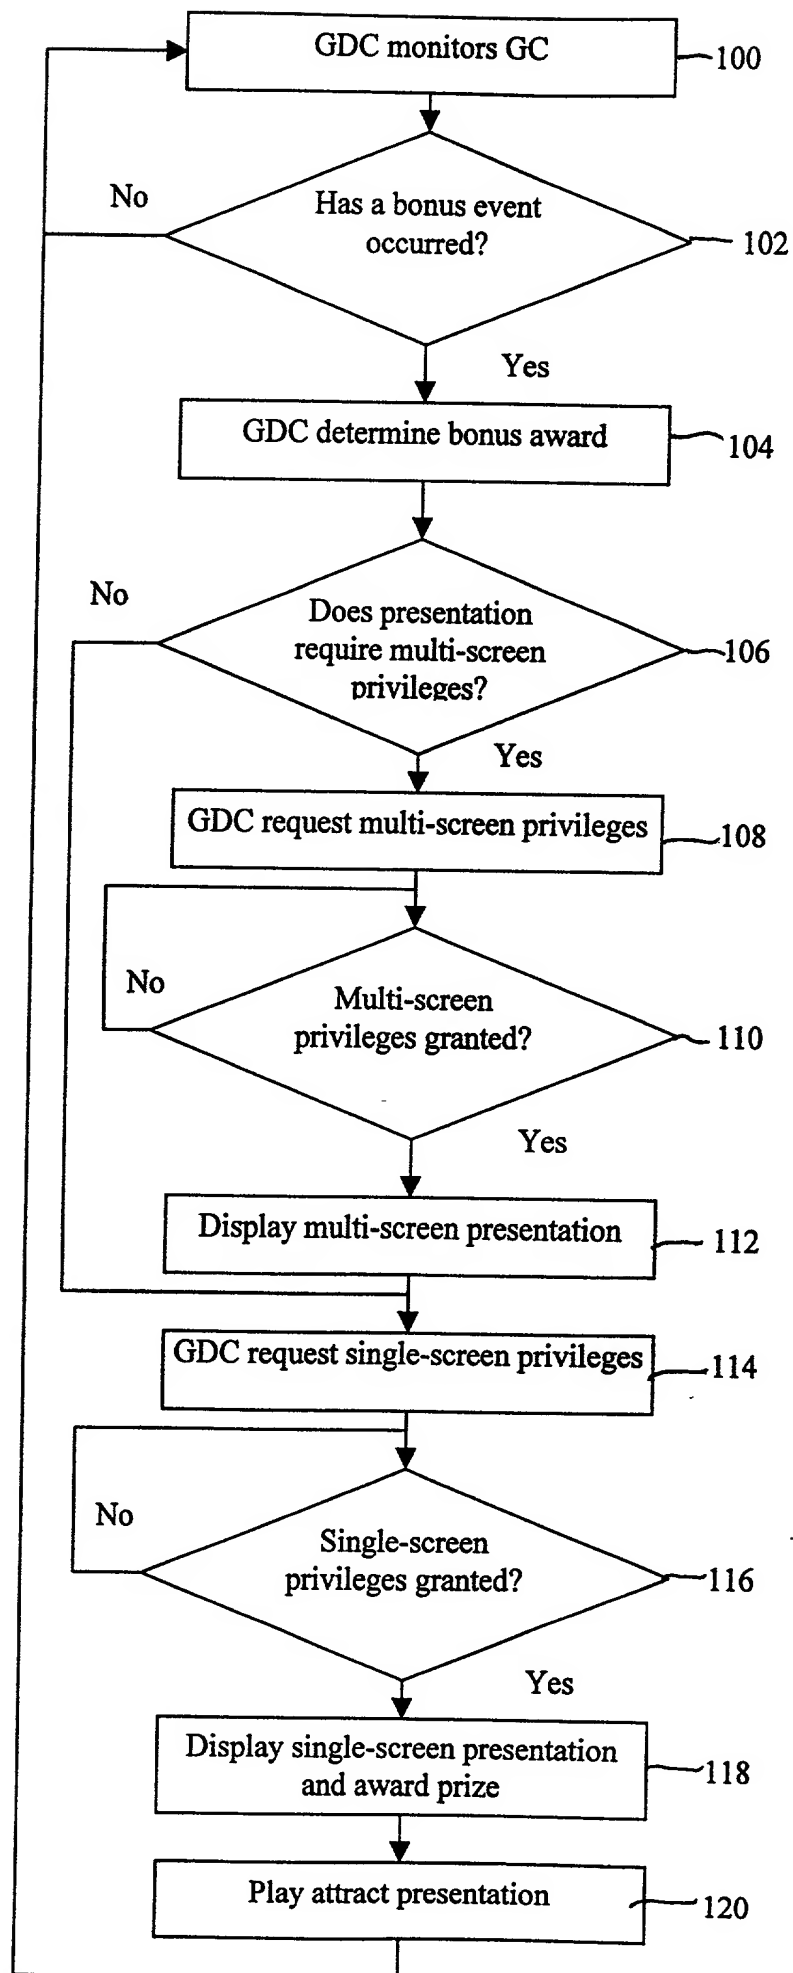 GDC monitors GC
100
No
Has a bonus event
occurred?
102
Yes
GDC determine bonus award
104
No
Does presentation
require multi-screen
privileges?
106
Yes
GDC request multi-screen privileges
108
No
Multi-screen
privileges granted?
110
Yes
Display multi-screen presentation
112
GDC request single-screen privileges
114
No
Single-screen
privileges granted?
116
Yes
Display single-screen presentation
and award prize
118
Play attract presentation
120